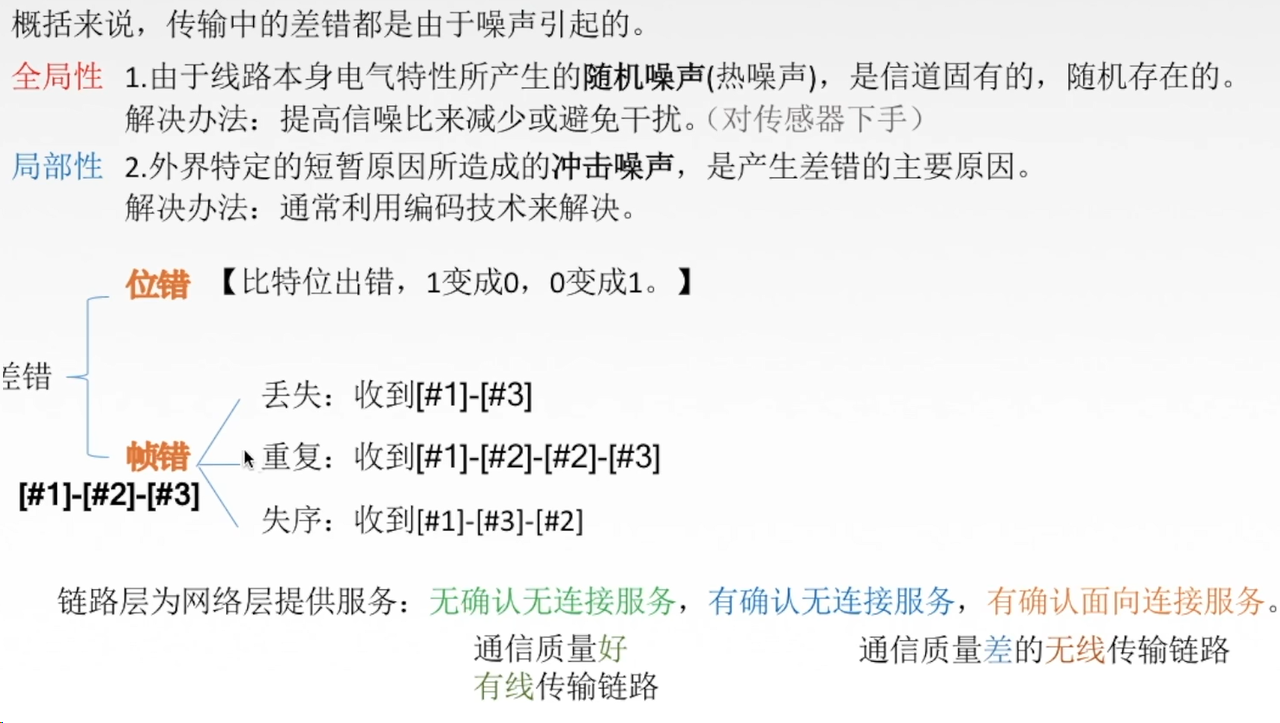 概括来说，传输中的差错都是由于噪声引起的。
全局性 1.由于线路本身电气特性所产生的随机噪声(热噪声)，是信道固有的，随机存在的。
解决办法：提高信噪比来减少或避免干扰。（对传感器下手）
局部性 2.外界特定的短暂原因所造成的冲击噪声，是产生差错的主要原因。
解决办法：通常利用编码技术来解决。
位错 【比特位出错，1变成0，0变成1。】
差错
丢失：收到[#1]-[#3]
帧错 重复：收到[#1]-[#2]-[#2]-[#3]
[#1]-[#2]-[#3]
失序：收到[#1]-[#3]-[#2]
链路层为网络层提供服务：无确认无连接服务，有确认无连接服务，有确认面向连接服务。
通信质量好 通信质量差的无线传输链路
有线传输链路